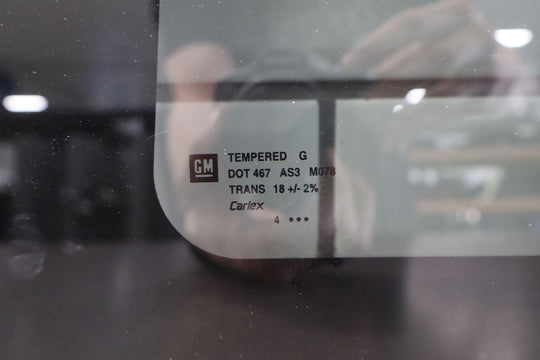 GM
TEMPERED G
DOT 467 AS3 M078
TRANS 18 +/- 2%
Carlex
4 •••